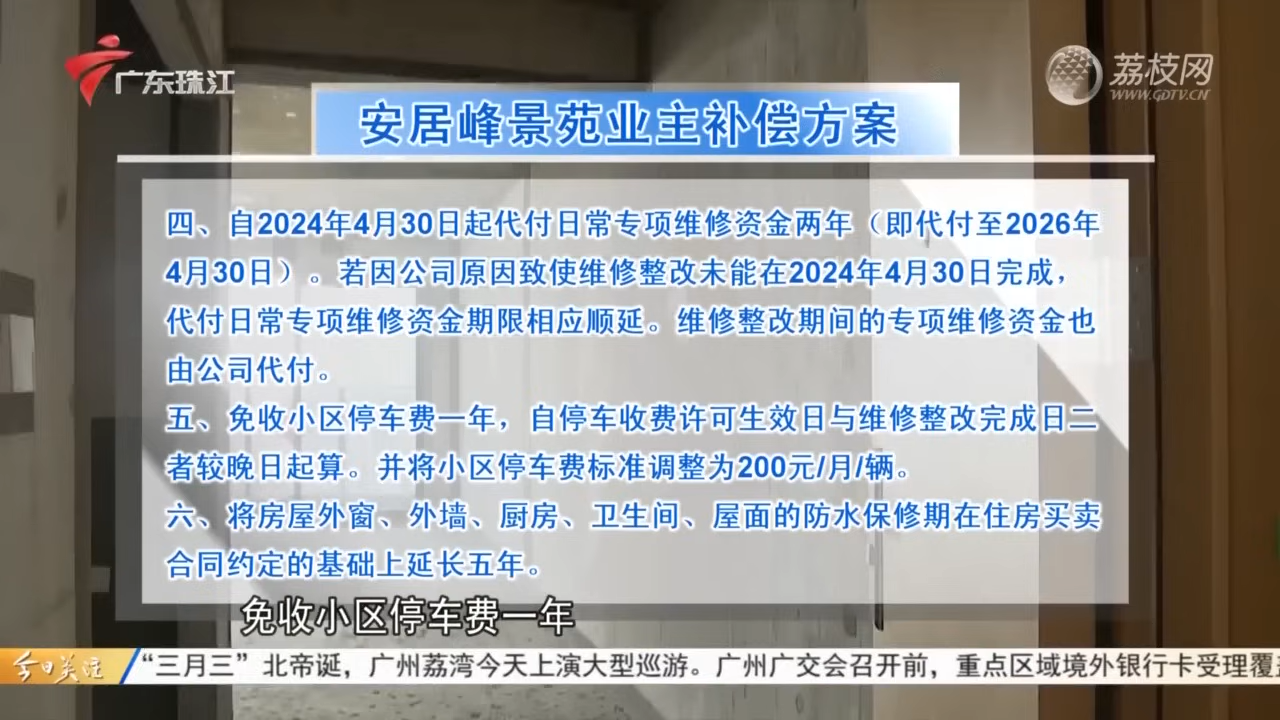 广东珠江
荔枝网
WWW.GDTV.CN
安居峰景苑业主补偿方案
四、自2024年4月30日起代付日常专项维修资金两年（即代付至2026年
4月30日）。若因公司原因致使维修整改未能在2024年4月30日完成，
代付日常专项维修资金期限相应顺延。维修整改期间的专项维修资金也
由公司代付。
五、免收小区停车费一年，自停车收费许可生效日与维修整改完成日二
者较晚日起算。并将小区停车费标准调整为200元/月/辆。
六、将房屋外窗、外墙、厨房、卫生间、屋面的防水保修期在住房买卖
合同约定的基础上延长五年。
免收小区停车费一年
今日关注
“三月三”北帝诞，广州荔湾今天上演大型巡游。广州广交会召开前，重点区域境外银行卡受理覆盖